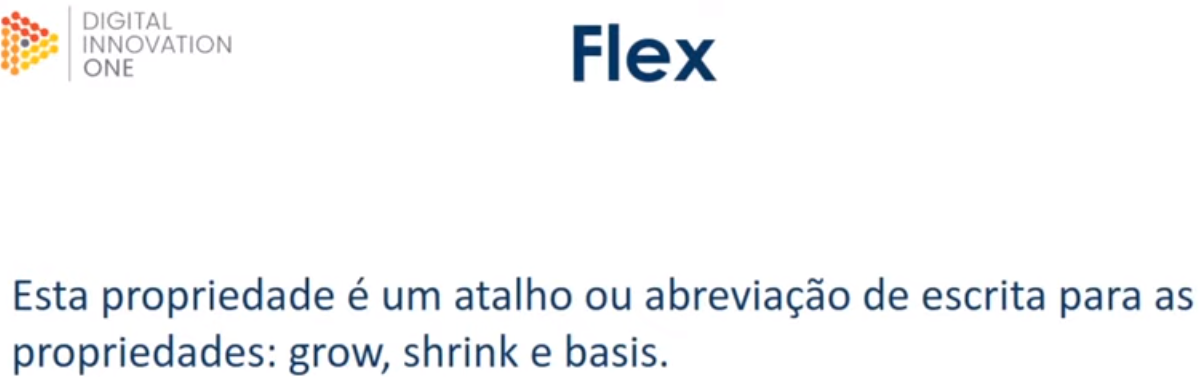 DIGITAL
INNOVATION
ONE
Flex
Esta propriedade é um atalho ou abreviação de escrita para as
propriedades: grow, shrink e basis.